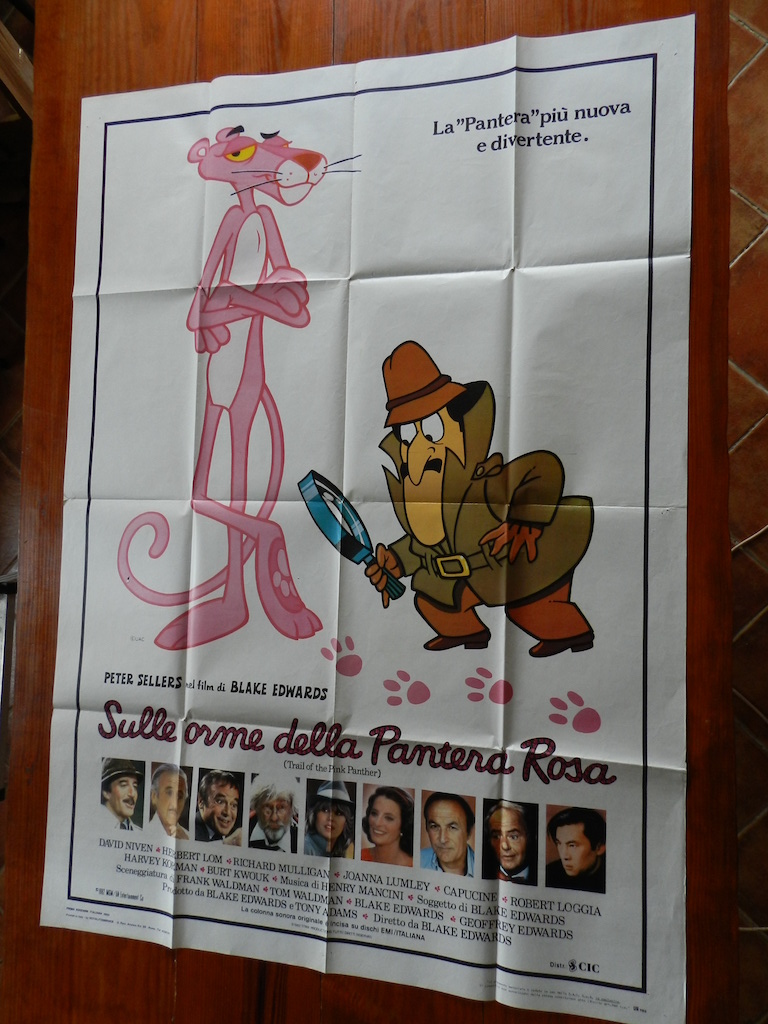 La "Pantera" più nuova
e divertente.
©UAC
PETER SELLERS nel film di BLAKE EDWARDS
Sulle orme della Pantera Rosa
(Trail of the Pink Panther)
DAVID NIVEN HERBERT LOM RICHARD MULLIGAN JOANNA LUMLEY CAPUCINE ROBERT LOGGIA
HARVEY KORMAN BURT KWOUK Musica di HENRY MANCINI Soggetto di BLAKE EDWARDS
Sceneggiatura di FRANK WALDMAN TOM WALDMAN BLAKE EDWARDS GEOFFREY EDWARDS
Prodotto da BLAKE EDWARDS e TONY ADAMS Diretto da BLAKE EDWARDS
La colonna sonora originale è incisa su dischi EMI/ITALIANA
Distr. CIC